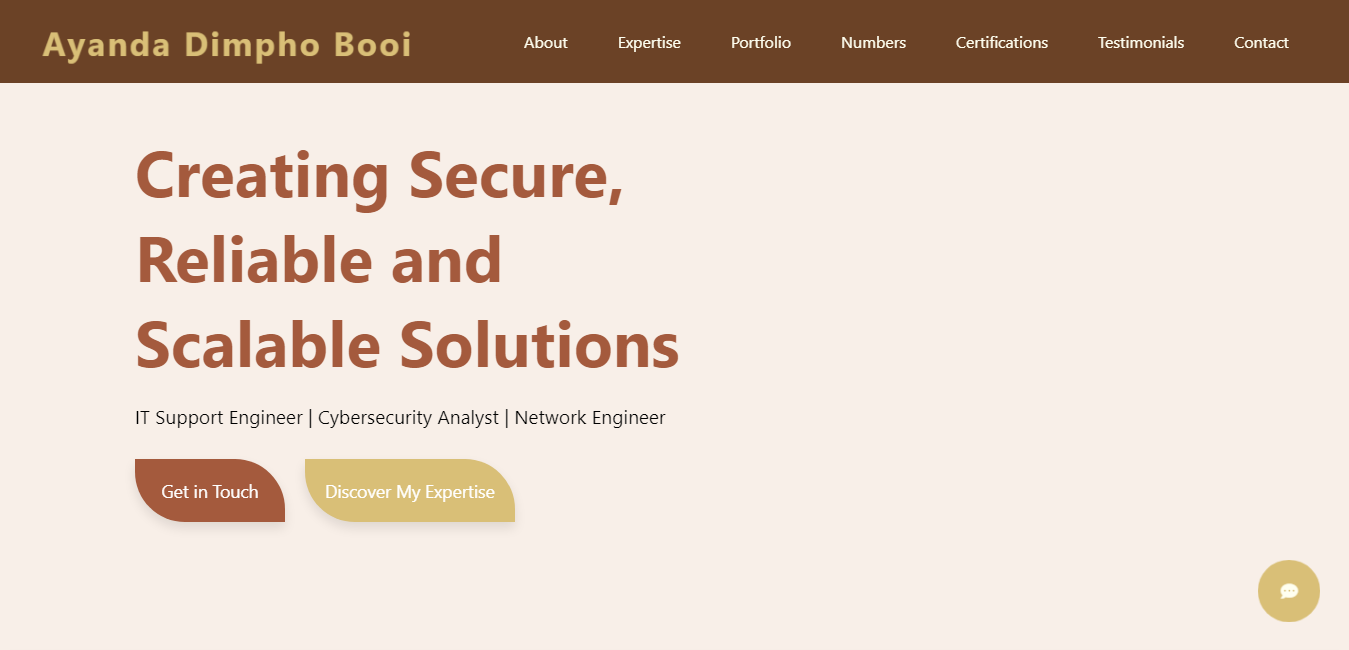 Ayanda Dimpho Booi
About Expertise Portfolio Numbers Certifications Testimonials Contact
Creating Secure,
Reliable and
Scalable Solutions
IT Support Engineer | Cybersecurity Analyst | Network Engineer
Get in Touch Discover My Expertise